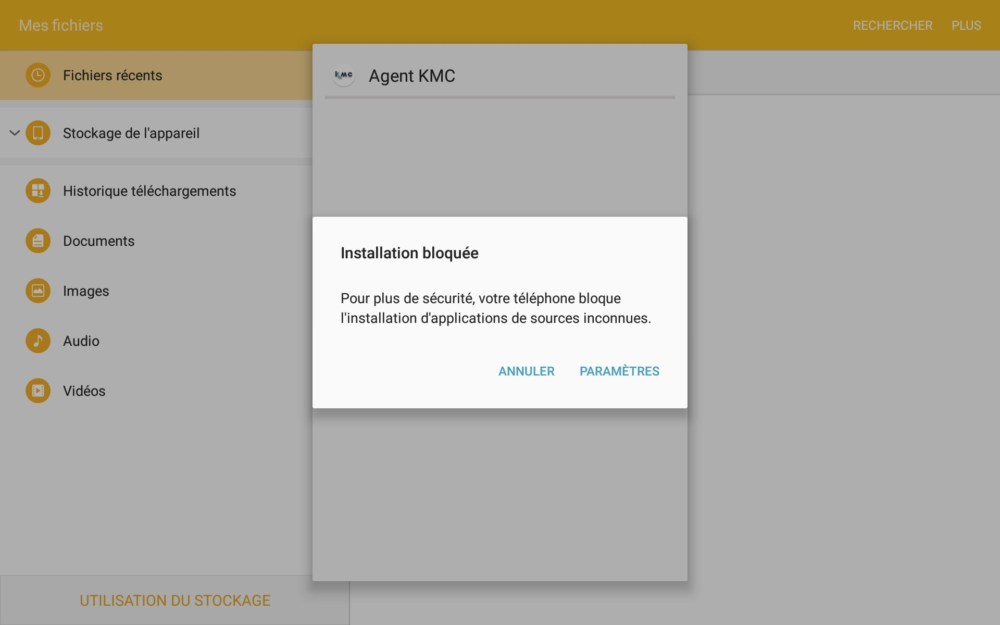 Mes fichiers
RECHERCHER PLUS
Fichiers récents
Stockage de l'appareil
Historique téléchargements
Documents
Images
Audio
Vidéos
UTILISATION DU STOCKAGE
KMC Agent KMC
Installation bloquée
Pour plus de sécurité, votre téléphone bloque
l'installation d'applications de sources inconnues.
ANNULER PARAMÈTRES